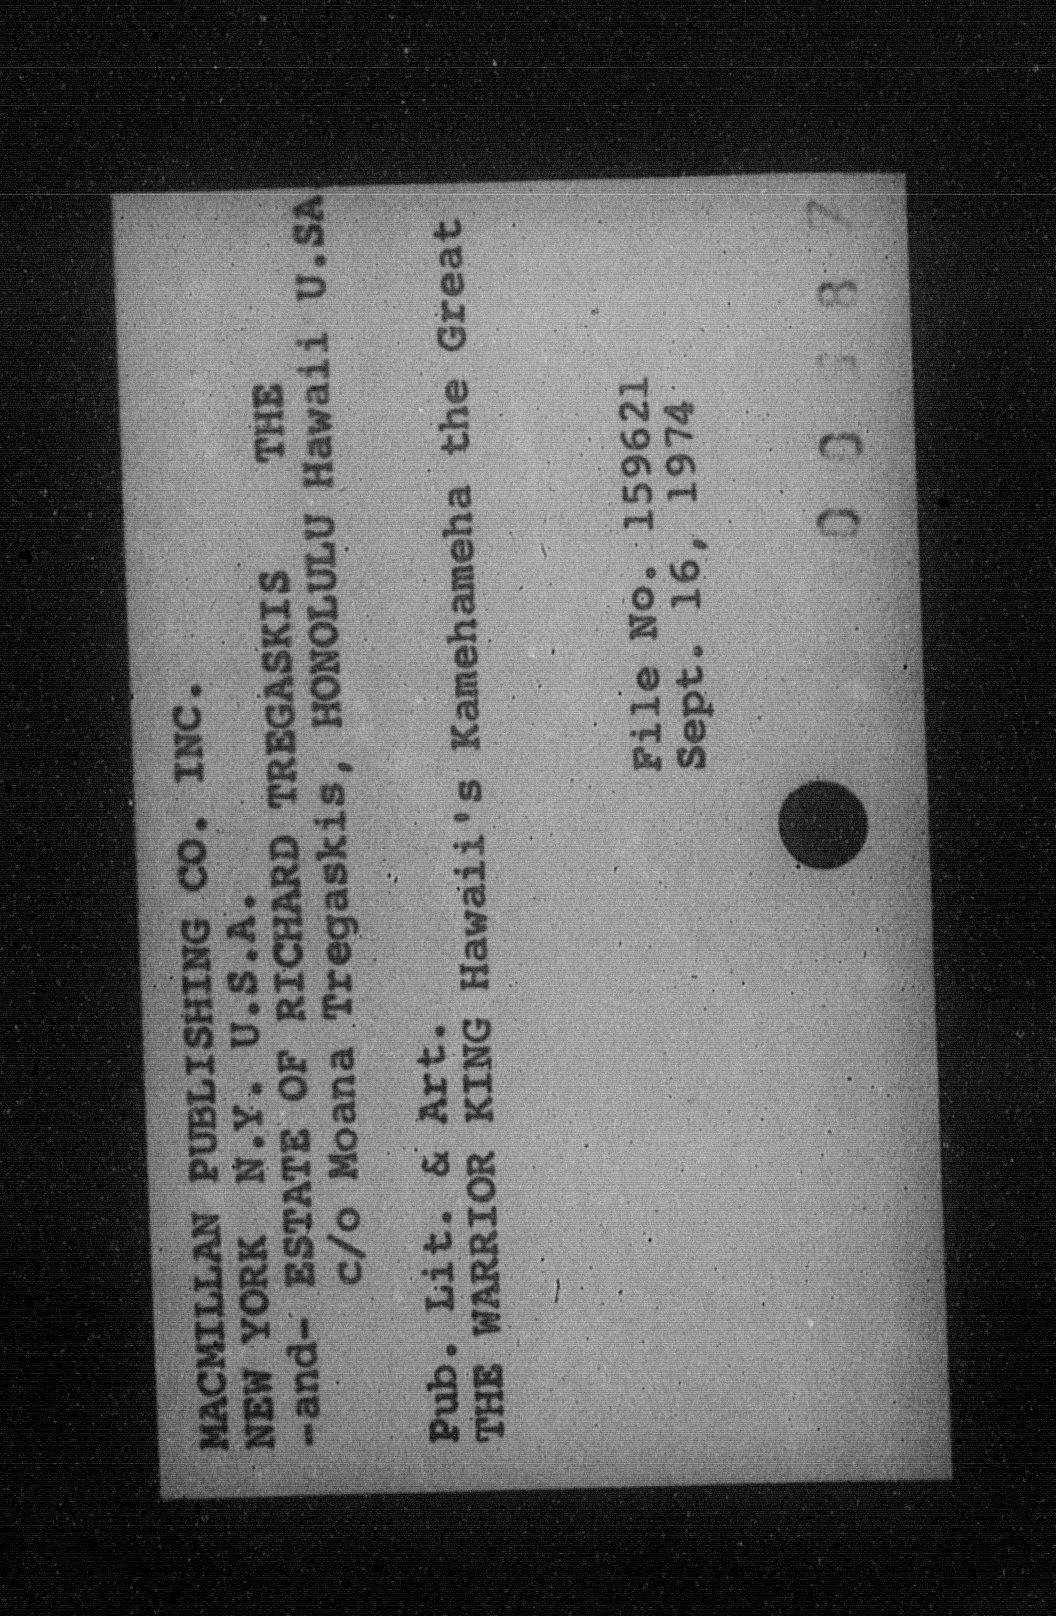 MACMILLAN PUBLISHING CO. INC.
NEW YORK N.Y. U.S.A.
-and- ESTATE OF RICHARD TREGASKIS THE
c/o Moana Tregaskis, HONOLULU Hawaii U.SA
Pub. Lit. & Art.
THE WARRIOR KING Hawaii's Kamehameha the Great
File No. 159621
Sept. 16, 1974